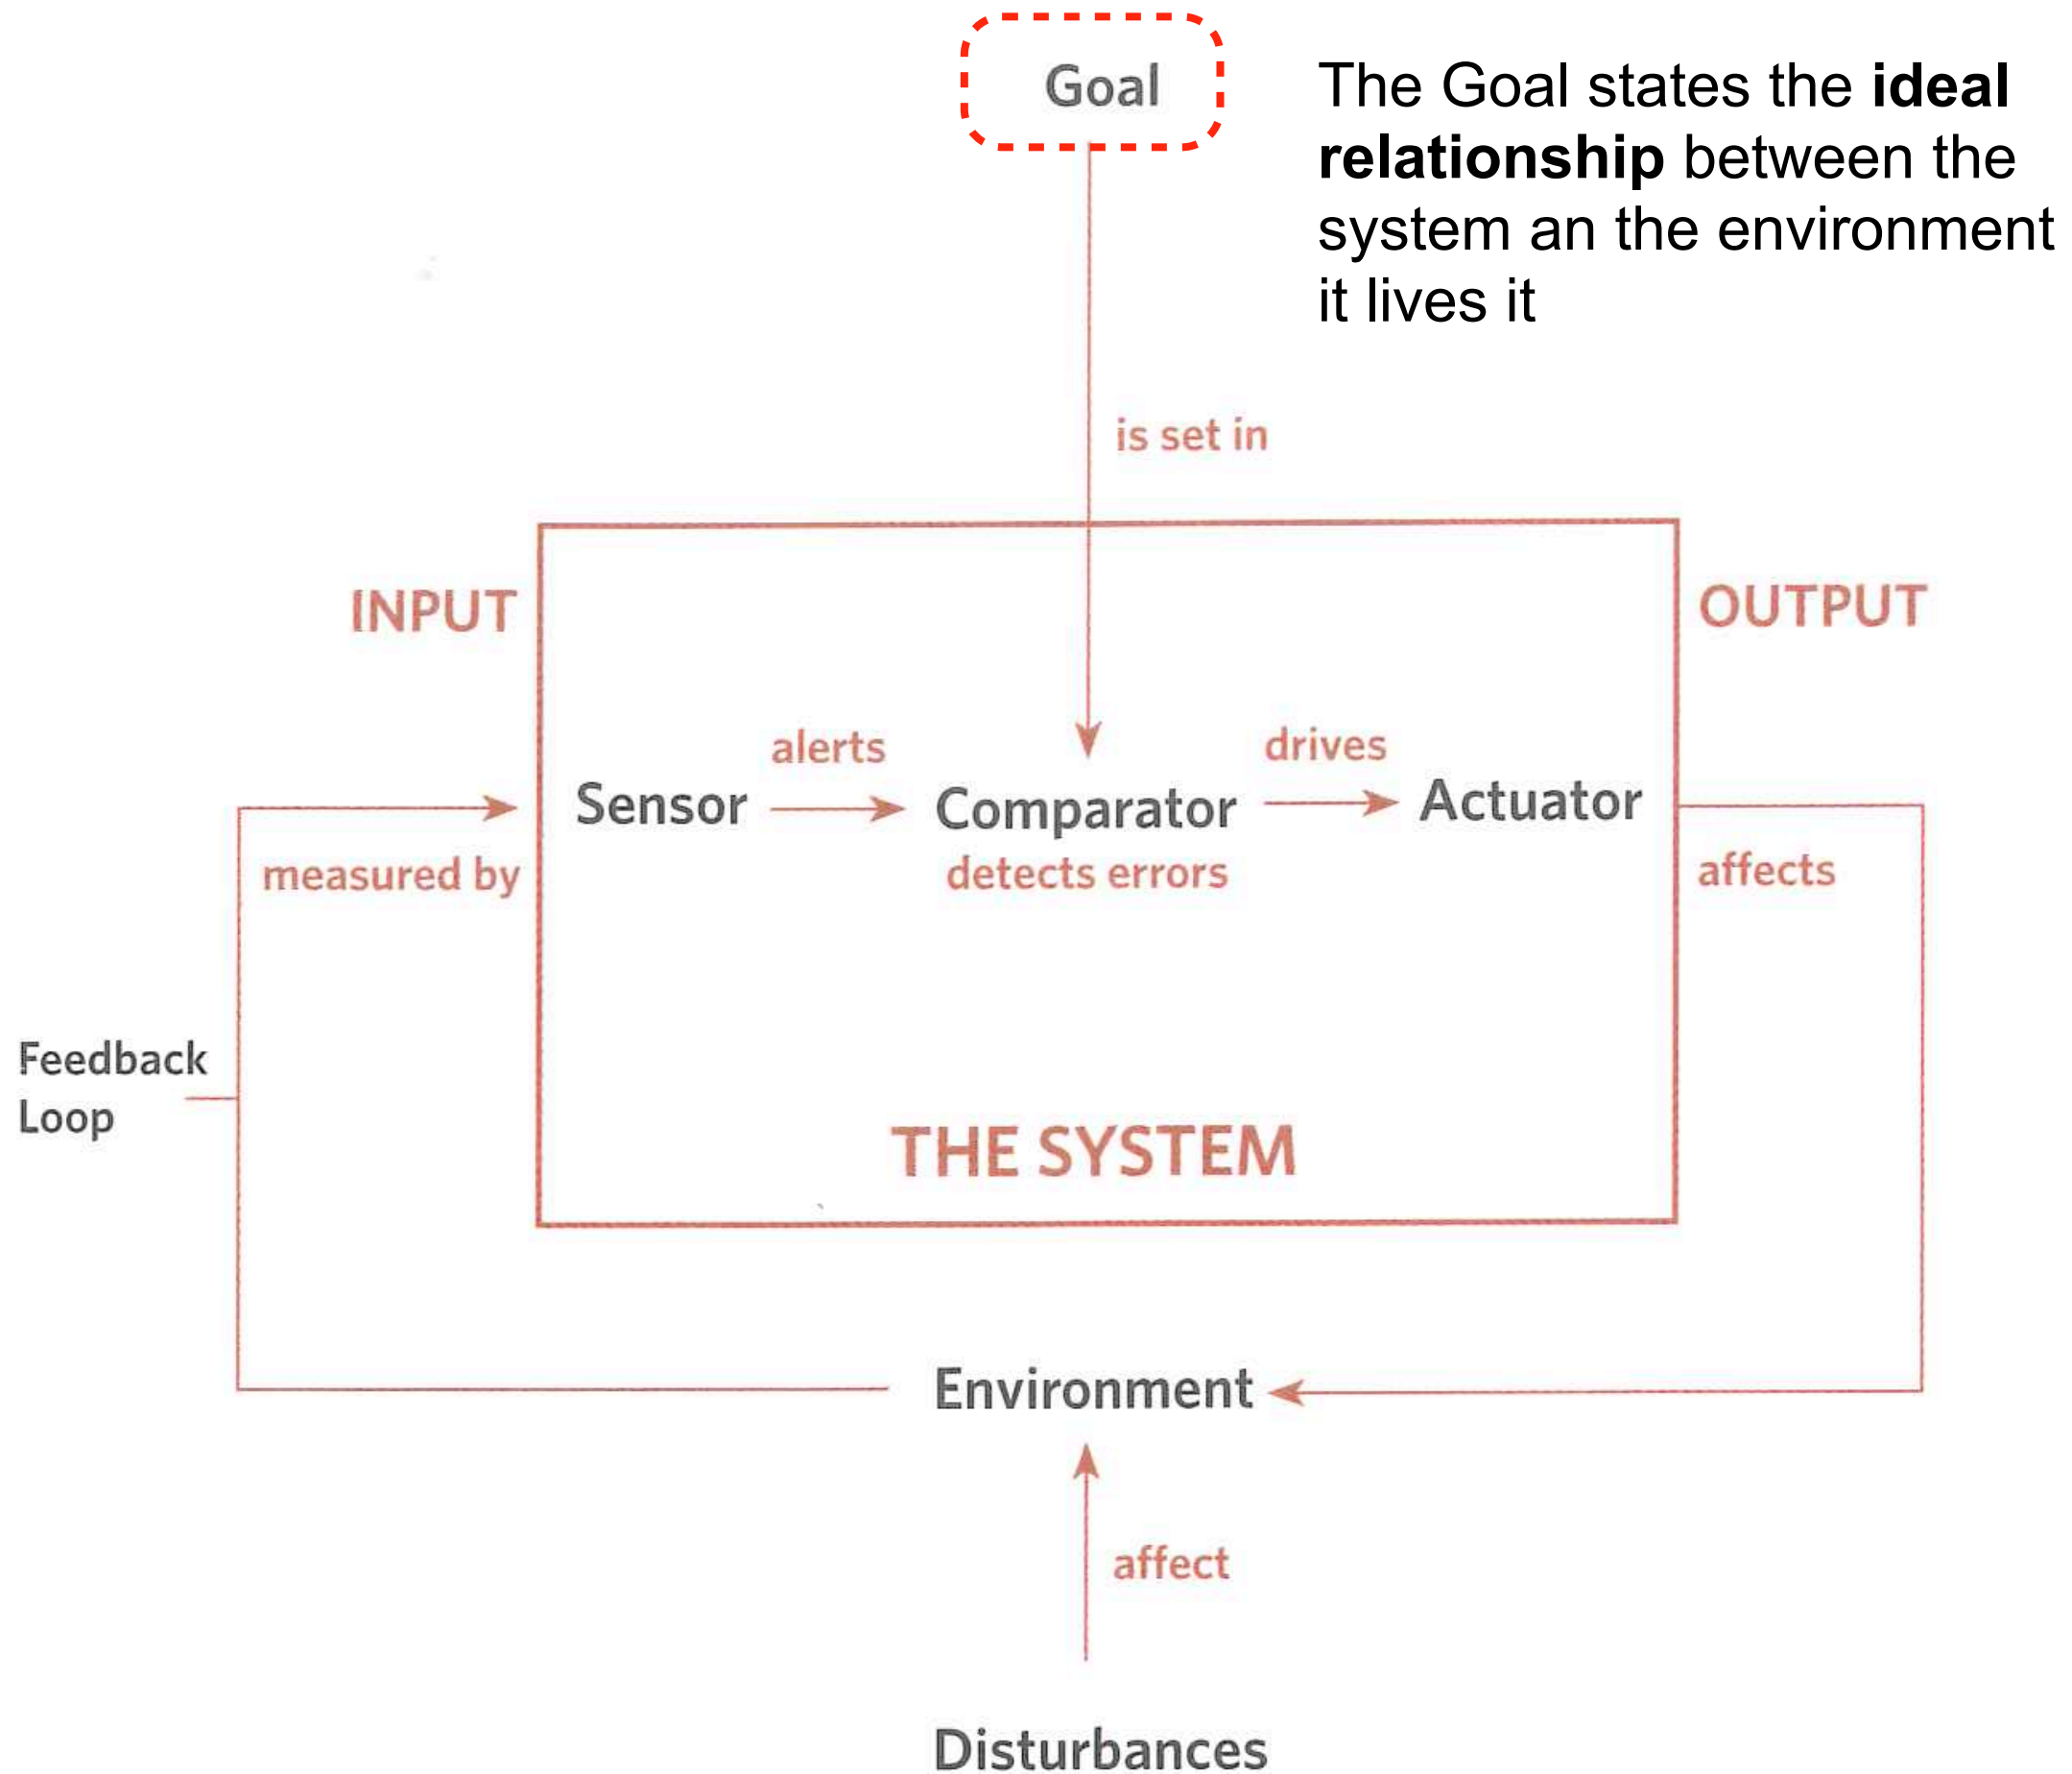 Goal
The Goal states the ideal
relationship between the
system an the environment
it lives it
is set in
INPUT
OUTPUT
alerts
drives
Sensor
Comparator
Actuator
measured by
detects errors
affects
Feedback
Loop
THE SYSTEM
Environment
affect
Disturbances